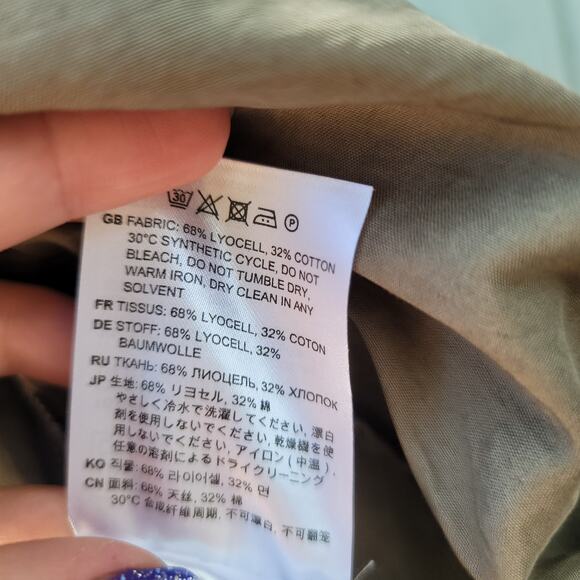 30
P
GB FABRIC: 68% LYOCELL, 32% COTTON
30°C SYNTHETIC CYCLE, DO NOT
BLEACH, DO NOT TUMBLE DRY,
WARM IRON, DRY CLEAN IN ANY
SOLVENT
FR TISSUS: 68% LYOCELL, 32% COTON
DE STOFF: 68% LYOCELL, 32%
BAUMWOLLE
RU ТКАНЬ: 68% ЛИОЦЕЛЬ, 32% ХЛОПОК
JP 生地: 68% リヨセル, 32% 綿
やさしく冷水で洗濯してください, 漂白
剤を使用しないでください, 乾燥機を使
用しないでください, アイロン(中温),
任意の溶剤によるドライクリーニング
KO 직물: 68% 라이어셀, 32% 면
CN 面料: 68% 天丝, 32% 棉
30°C 合成纤维周期, 不可漂白, 不可翻笼